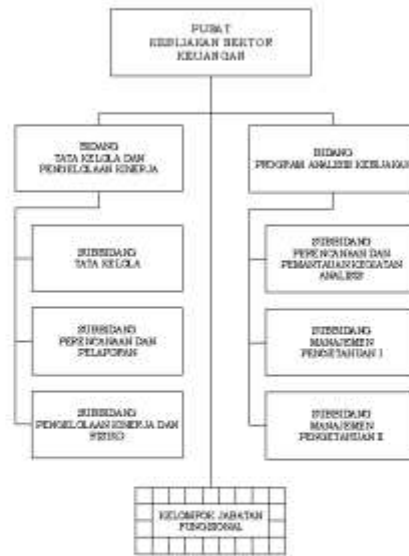 PUSAT
KEBIJAKAN SEKTOR
KEUANGAN
BIDANG
TATA KELOLA DAN
PENGELOLAAN KINERJA
SUBBIDANG
TATA KELOLA
SUBBIDANG
PERENCANAAN DAN
PELAPORAN
SUBBIDANG
PENGELOLAAN KINERJA DAN
RISIKO
BIDANG
PROGRAM ANALISIS KEBIJAKAN
SUBBIDANG
PERENCANAAN DAN
PEMANTAUAN KEGIATAN
ANALISIS
SUBBIDANG
MANAJEMEN
PENGETAHUAN I
SUBBIDANG
MANAJEMEN
PENGETAHUAN II
KELOMPOK JABATAN
FUNGSIONAL